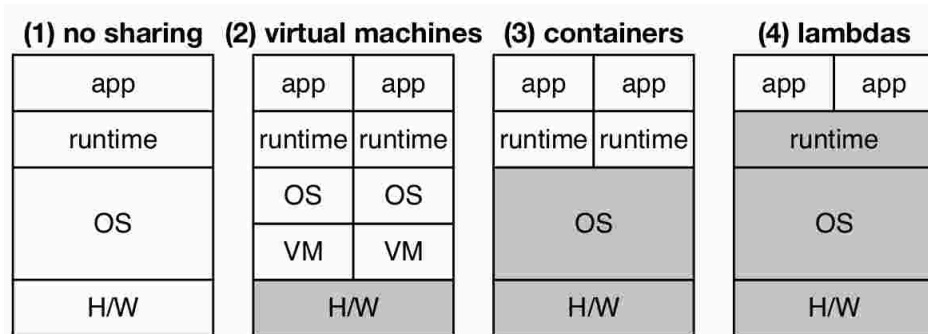 (1) no sharing (2) virtual machines (3) containers (4) lambdas
app app app app app app app
runtime runtime runtime runtime runtime runtime
OS OS OS OS OS
VM VM
H/W H/W H/W H/W